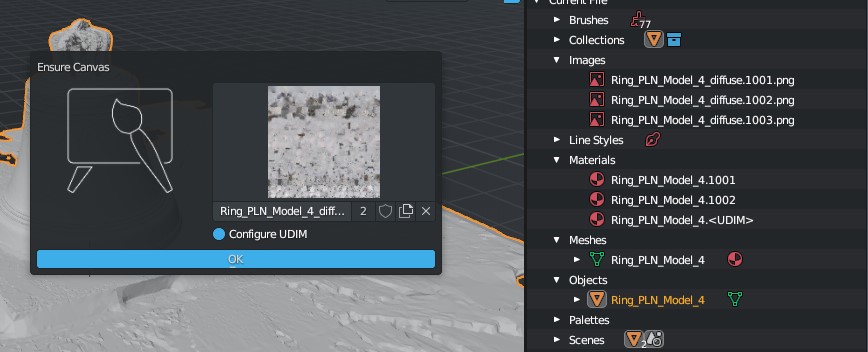 Current File
Brushes
77
Collections
Images
Ring_PLN_Model_4_diffuse.1001.png
Ring_PLN_Model_4_diffuse.1002.png
Ring_PLN_Model_4_diffuse.1003.png
Line Styles
Materials
Ring_PLN_Model_4.1001
Ring_PLN_Model_4.1002
Ring_PLN_Model_4.<UDIM>
Meshes
Ring_PLN_Model_4
Objects
Ring_PLN_Model_4
Palettes
Scenes
2
Ensure Canvas
Ring_PLN_Model_4_diff...
2
Configure UDIM
OK